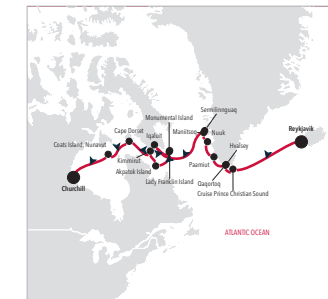 Sermilinnguaq
Monumental Island
Maniitsoq
Nuuk
Reykjavik
Cape Dorset
Iqaluit
Hvalsey
Coats Island, Nunavut
Kimmirut
Paamiut
Akpatok Island
Churchill
Lady Franklin Island
Qaqortoq
Cruise Prince Christian Sound
ATLANTIC OCEAN